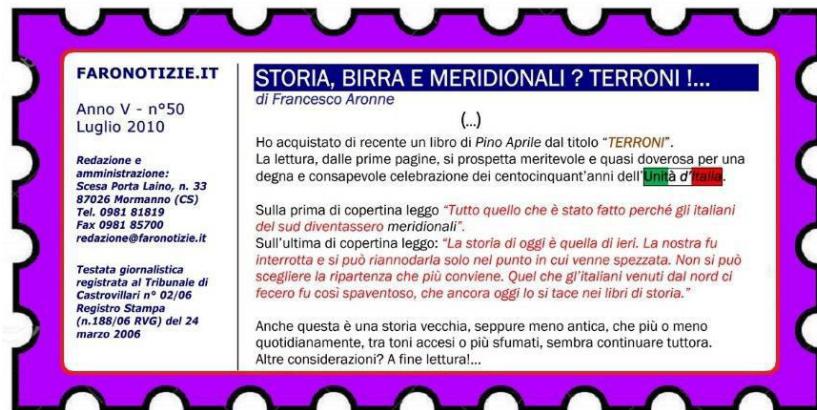 FARONOTIZIE.IT
Anno V - n°50
Luglio 2010
Redazione e
amministrazione:
Scesa Porta Laino, n. 33
87026 Mormanno (CS)
Tel. 0981 81819
Fax 0981 85700
redazione@faronotizie.it
Testata giornalistica
registrata al Tribunale di
Castrovillari n° 02/06
Registro Stampa
(n.188/06 RVG) del 24
marzo 2006
STORIA, BIRRA E MERIDIONALI ? TERRONI !...
di Francesco Aronne
(...)
Ho acquistato di recente un libro di Pino Aprile dal titolo “TERRONI”.
La lettura, dalle prime pagine, si prospetta meritevole e quasi doverosa per una
degna e consapevole celebrazione dei centocinquant'anni dell'Unità d'Italia.
Sulla prima di copertina leggo “Tutto quello che è stato fatto perché gli italiani
del sud diventassero meridionali”.
Sull'ultima di copertina leggo: “La storia di oggi è quella di ieri. La nostra fu
interrotta e si può riannodarla solo nel punto in cui venne spezzata. Non si può
scegliere la ripartenza che più conviene. Quel che gl'italiani venuti dal nord ci
fecero fu così spaventoso, che ancora oggi lo si tace nei libri di storia.”
Anche questa è una storia vecchia, seppure meno antica, che più o meno
quotidianamente, tra toni accesi o più sfumati, sembra continuare tuttora.
Altre considerazioni? A fine lettura!...